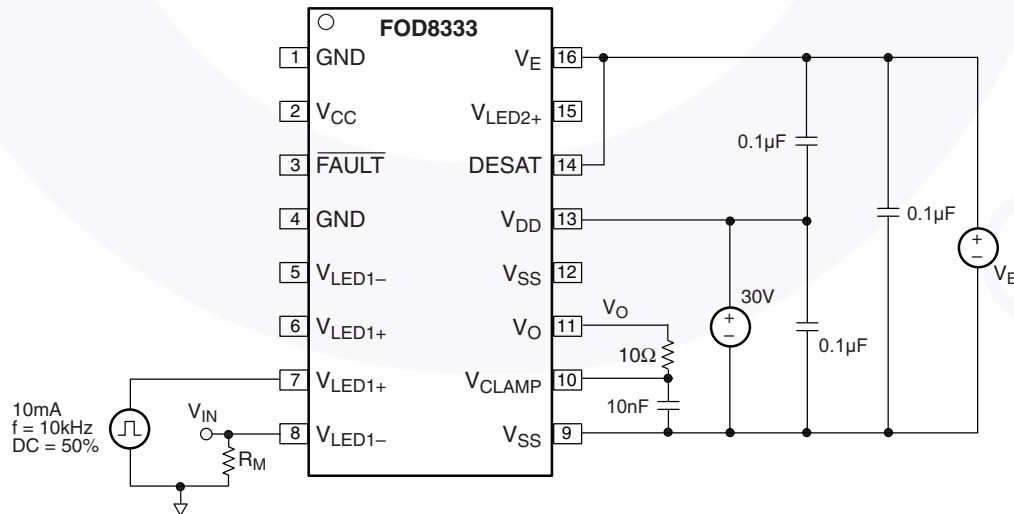 FOD8333
1 GND
2 VCC
3 FAULT
4 GND
5 VLED1–
6 VLED1+
7 VLED1+
8 VLED1–
VE 16
VLED2+ 15
DESAT 14
VDD 13
VSS 12
VO 11
VCLAMP 10
VSS 9
10mA
f = 10kHz
DC = 50%
VIN
RM
VO
10Ω
10nF
30V
0.1µF
0.1µF
0.1µF
+
–
+
–
VE